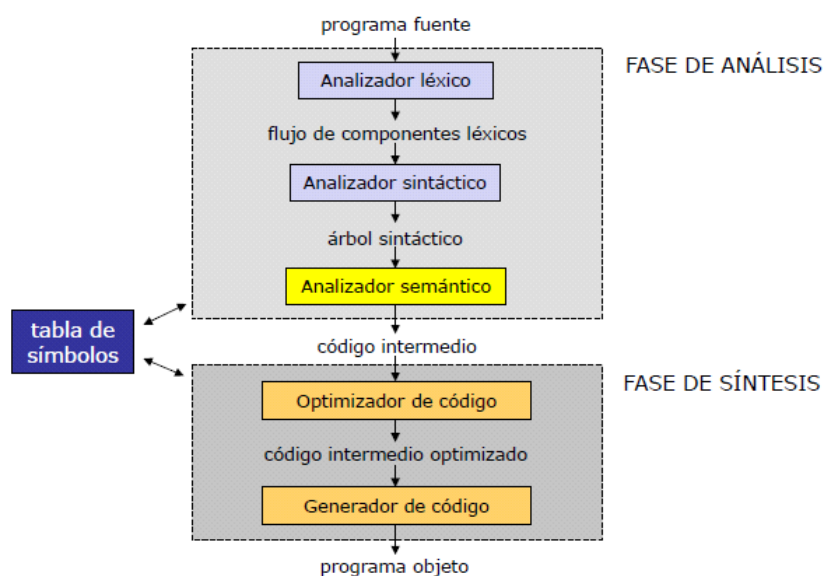 programa fuente
FASE DE ANÁLISIS
Analizador léxico
flujo de componentes léxicos
Analizador sintáctico
árbol sintáctico
Analizador semántico
tabla de
símbolos
código intermedio
FASE DE SÍNTESIS
Optimizador de código
código intermedio optimizado
Generador de código
programa objeto